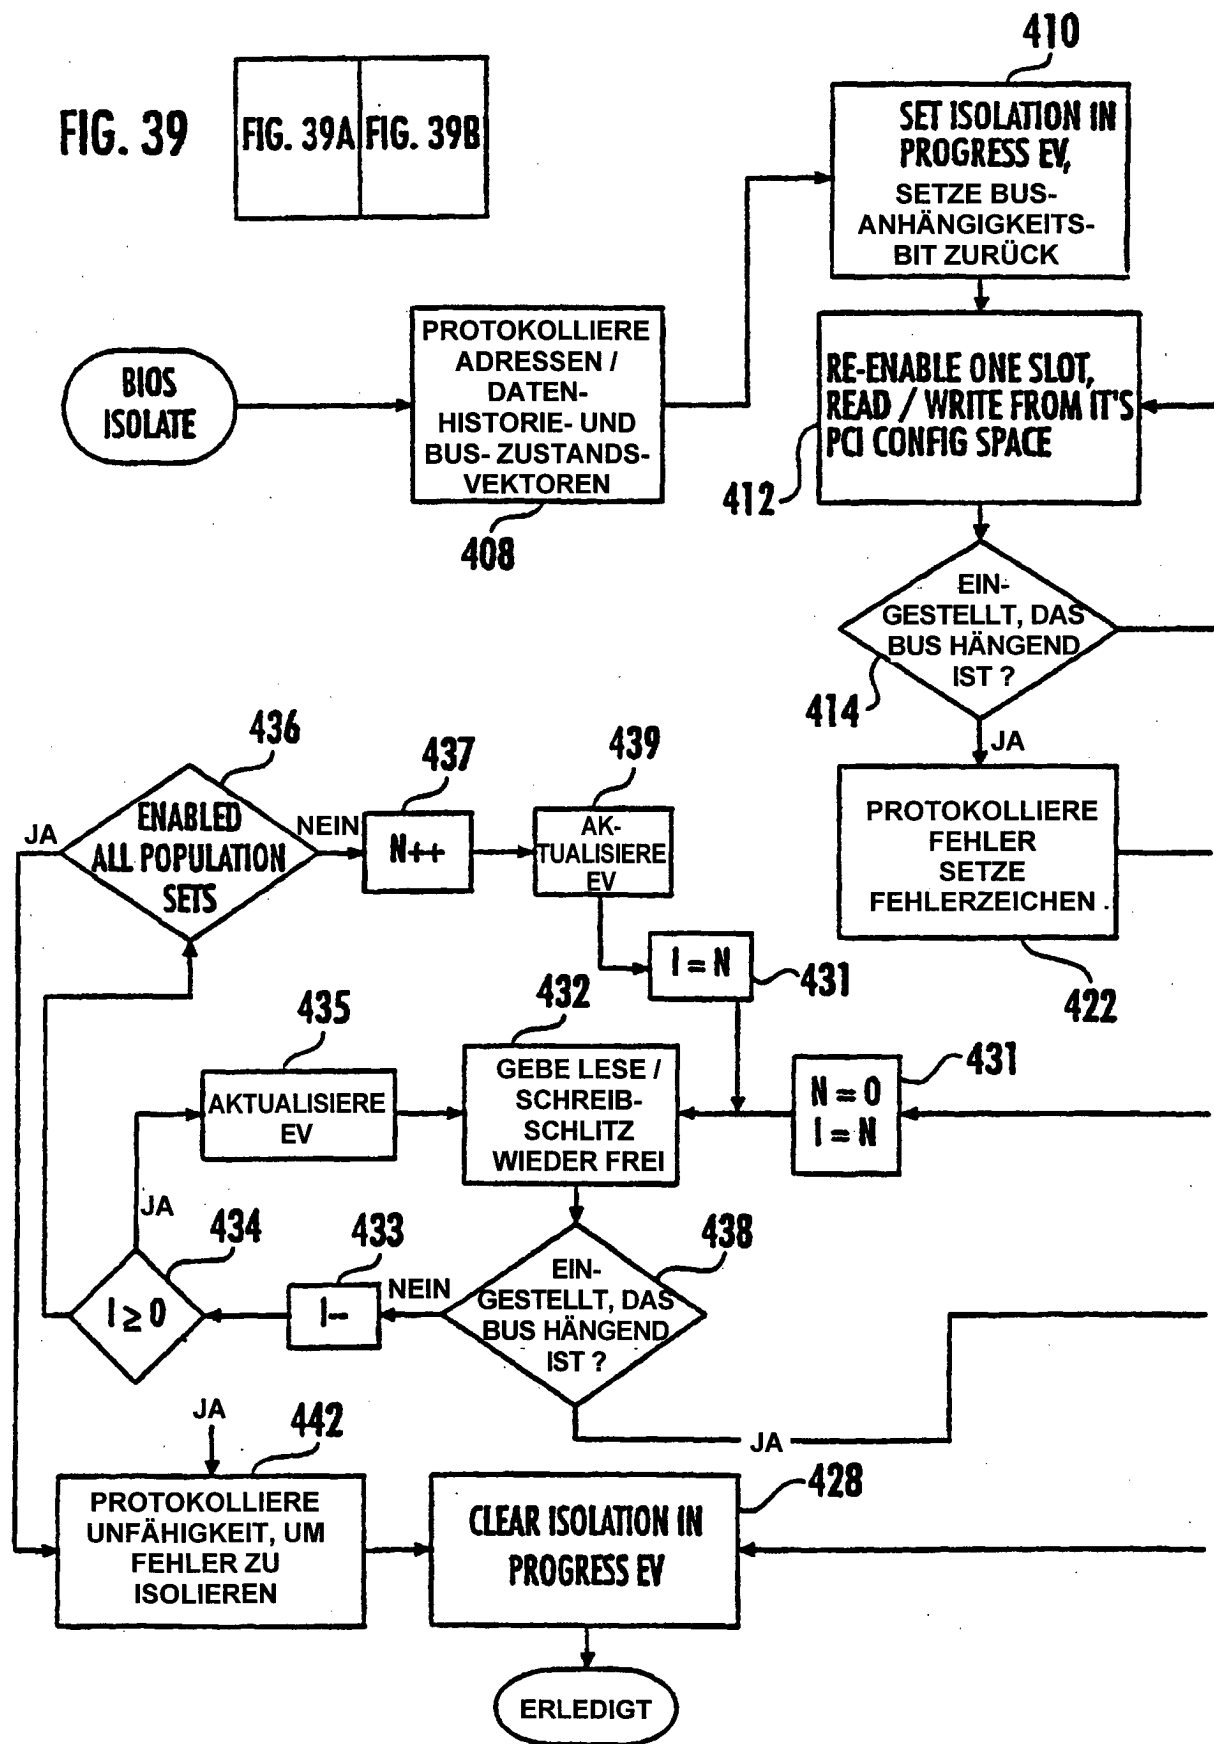 FIG. 39
FIG. 39A
FIG. 39B
410
SET ISOLATION IN
PROGRESS EV,
SETZE BUS-
ANHÄNGIGKEITS-
BIT ZURÜCK
BIOS
ISOLATE
PROTOKOLLIERE
ADRESSEN /
DATEN-
HISTORIE- UND
BUS- ZUSTANDS-
VEKTOREN
408
RE-ENABLE ONE SLOT,
READ / WRITE FROM IT'S
PCI CONFIG SPACE
412
EIN-
GESTELLT, DAS
BUS HÄNGEND
IST ?
414
JA
PROTOKOLLIERE
FEHLER
SETZE
FEHLERZEICHEN .
422
436
JA
ENABLED
ALL POPULATION
SETS
NEIN
437
N++
439
AK-
TUALISIERE
EV
I = N
431
435
AKTUALISIERE
EV
432
GEBE LESE /
SCHREIB-
SCHLITZ
WIEDER FREI
431
N = 0
I = N
JA
434
I ≥ 0
433
I--
NEIN
438
EIN-
GESTELLT, DAS
BUS HÄNGEND
IST ?
JA
JA
442
PROTOKOLLIERE
UNFÄHIGKEIT, UM
FEHLER ZU
ISOLIEREN
428
CLEAR ISOLATION IN
PROGRESS EV
ERLEDIGT